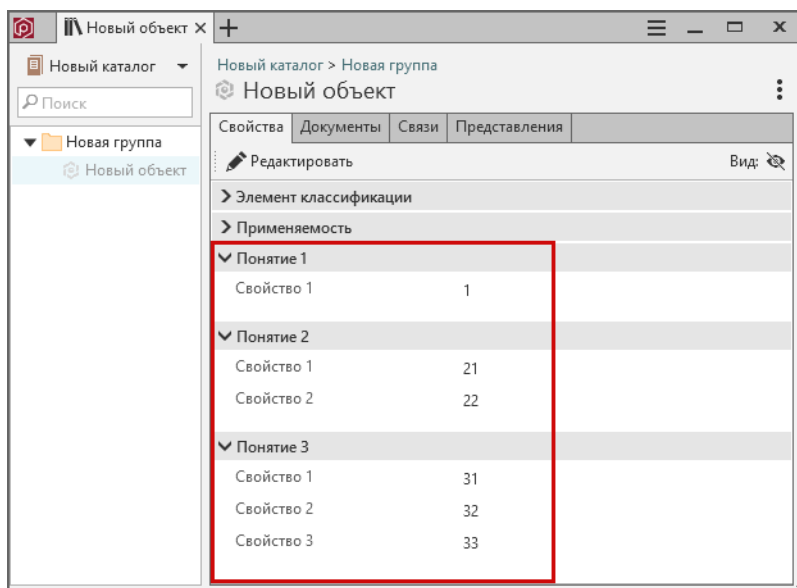 Новый объект
Новый каталог
Поиск
Новая группа
Новый объект
Новый каталог > Новая группа
Новый объект
Свойства Документы Связи Представления
Редактировать Вид:
Элемент классификации
Применяемость
Понятие 1
Свойство 1 1
Понятие 2
Свойство 1 21
Свойство 2 22
Понятие 3
Свойство 1 31
Свойство 2 32
Свойство 3 33